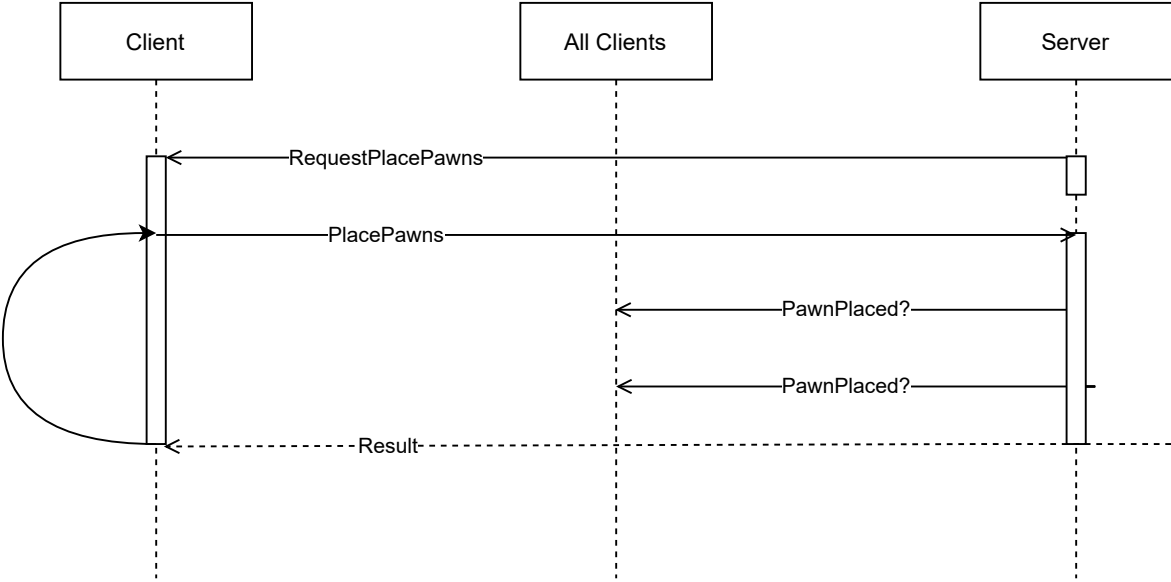 Client
All Clients
Server
RequestPlacePawns
PlacePawns
PawnPlaced?
PawnPlaced?
Result